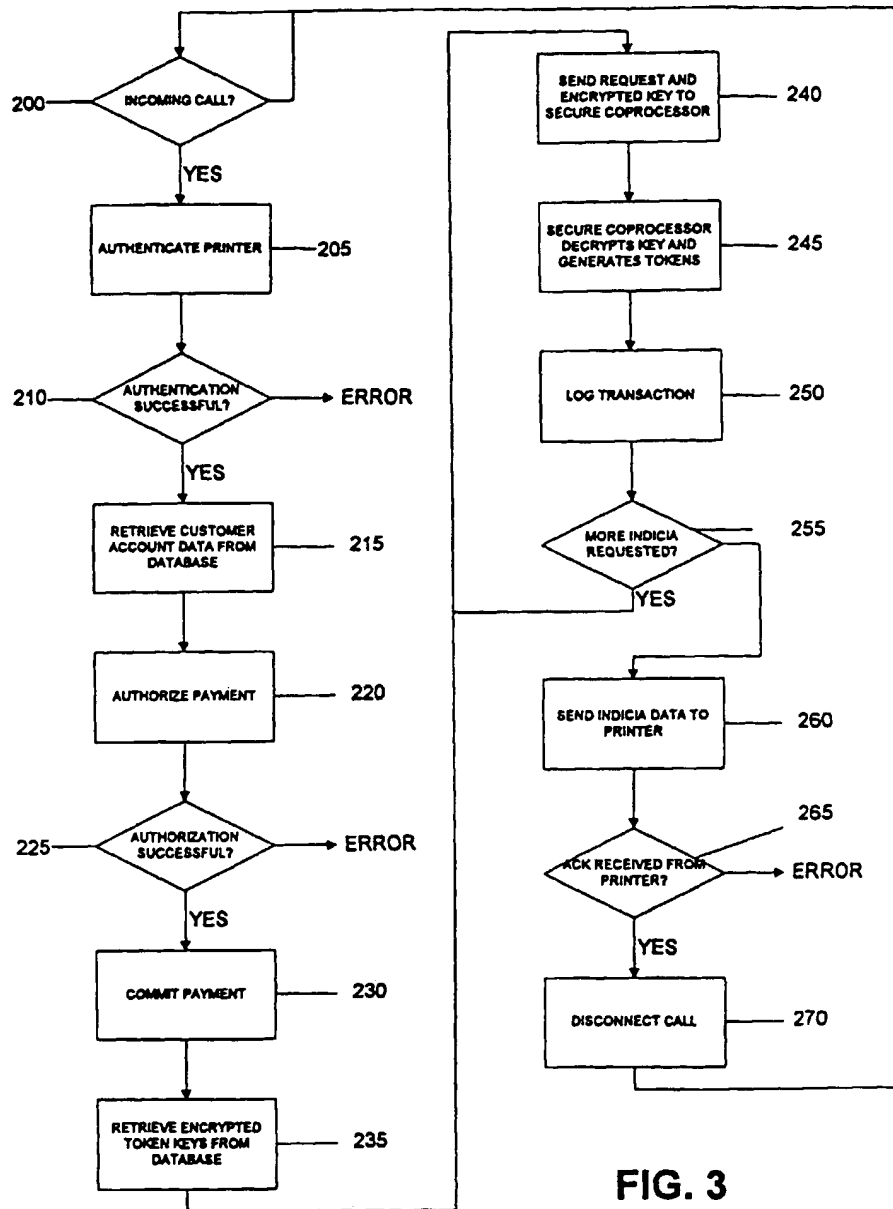 INCOMING CALL?
200
YES
AUTHENTICATE PRINTER
205
AUTHENTICATION
SUCCESSFUL?
210
ERROR
YES
RETRIEVE CUSTOMER
ACCOUNT DATA FROM
DATABASE
215
AUTHORIZE PAYMENT
220
AUTHORIZATION
SUCCESSFUL?
225
ERROR
YES
COMMIT PAYMENT
230
RETRIEVE ENCRYPTED
TOKEN KEYS FROM
DATABASE
235
SEND REQUEST AND
ENCRYPTED KEY TO
SECURE COPROCESSOR
240
SECURE COPROCESSOR
DECRYPTS KEY AND
GENERATES TOKENS
245
LOG TRANSACTION
250
MORE INDICIA
REQUESTED?
255
YES
SEND INDICIA DATA TO
PRINTER
260
ACK RECEIVED FROM
PRINTER?
265
ERROR
YES
DISCONNECT CALL
270
FIG. 3